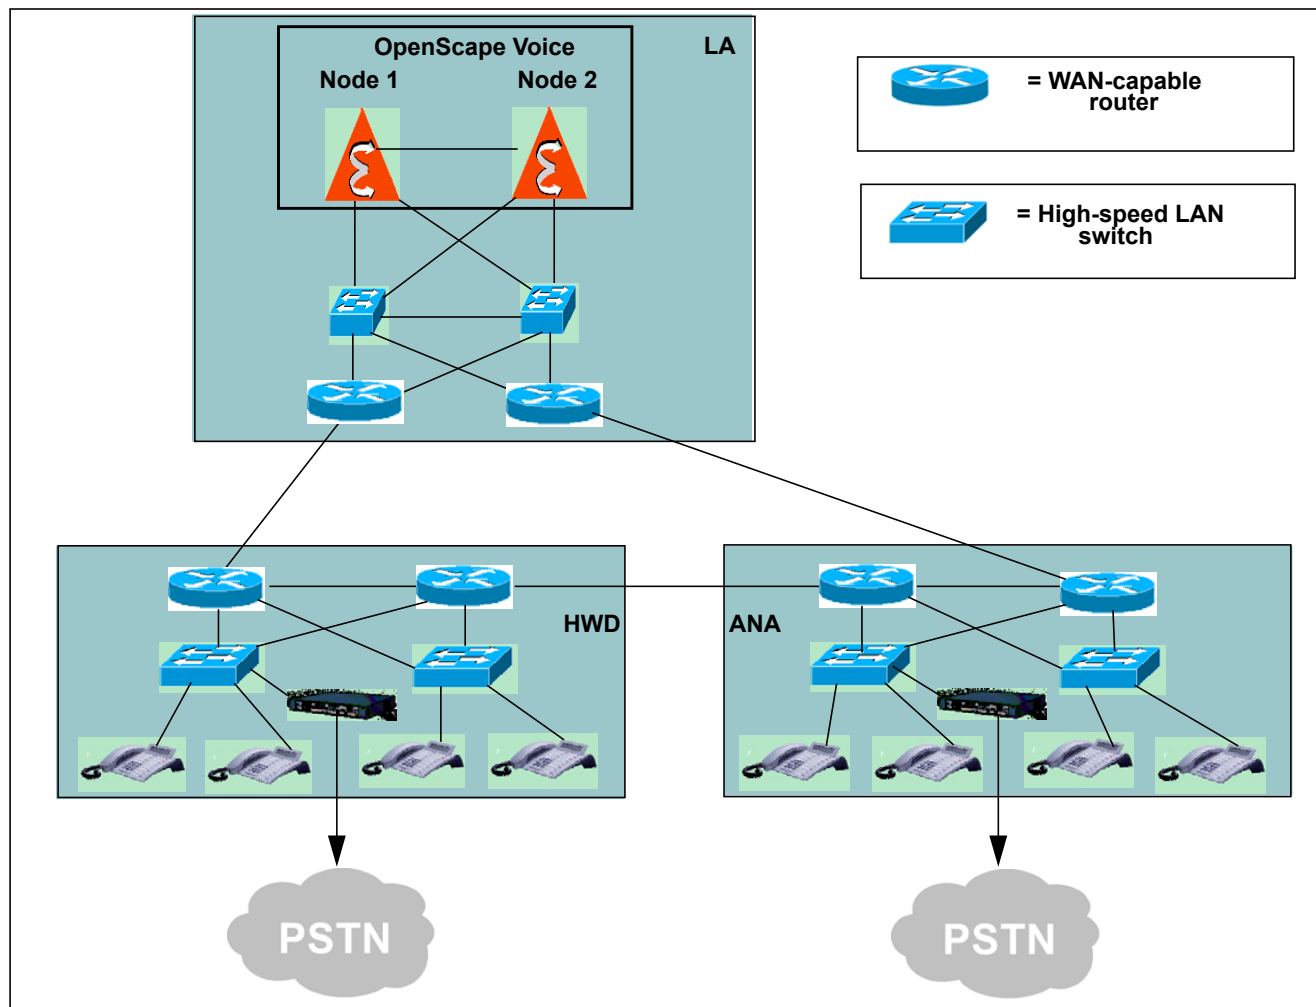 OpenScape Voice
LA
Node 1
Node 2
= WAN-capable
router
= High-speed LAN
switch
HWD
ANA
PSTN
PSTN